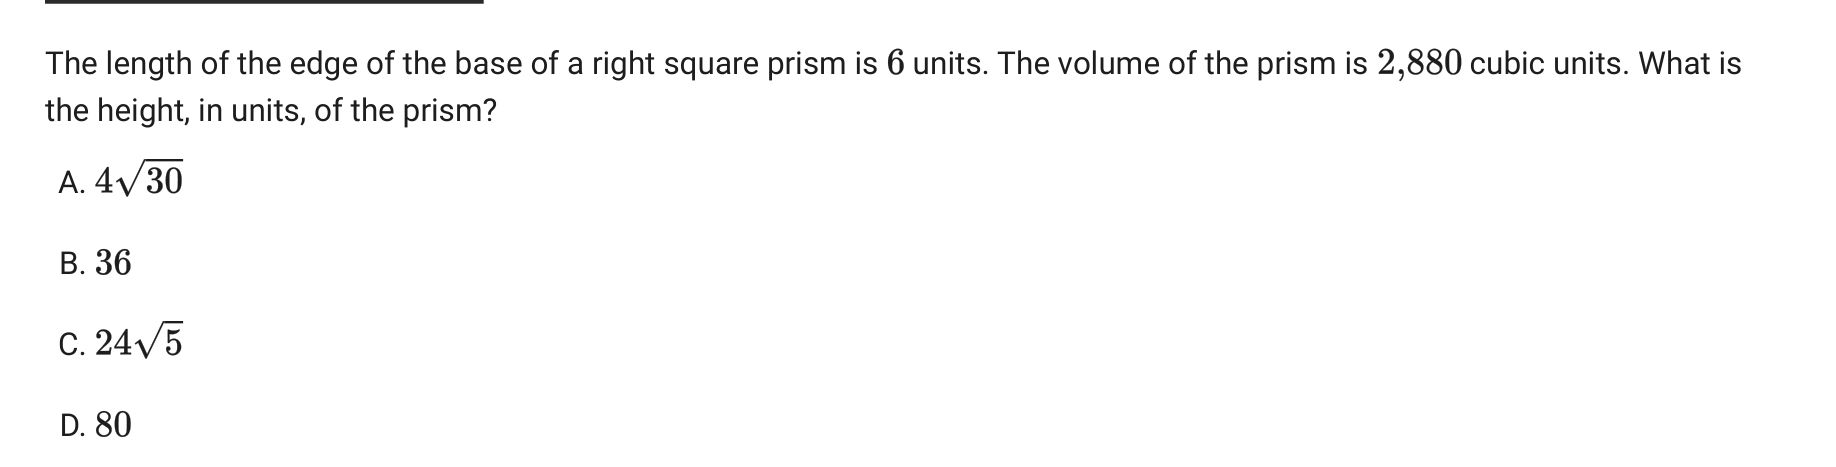 The length of the edge of the base of a right square prism is 6 units. The volume of the prism is 2,880 cubic units. What is
the height, in units, of the prism?
A. 4√30
B. 36
C. 24√5
D. 80